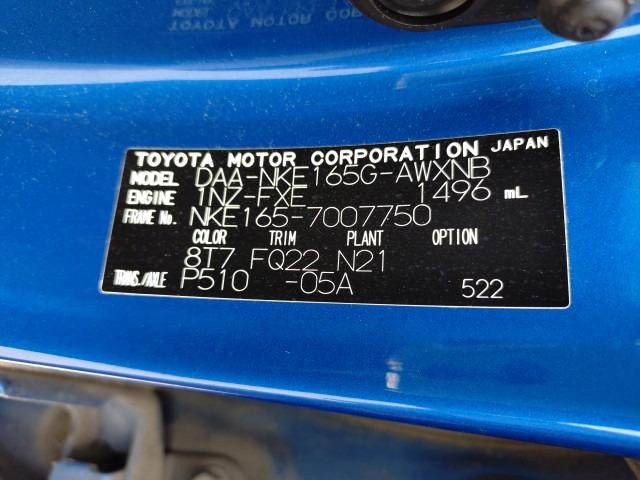 TOYOTA MOTOR CORPORATION JAPAN
MODEL DAA-NKE165G-AWXNB
ENGINE 1NZ-FXE 1496 mL
FRAME No. NKE165-7007750
COLOR TRIM PLANT OPTION
8T7 FQ22 N21
TRANS./AXLE P510 -05A 522